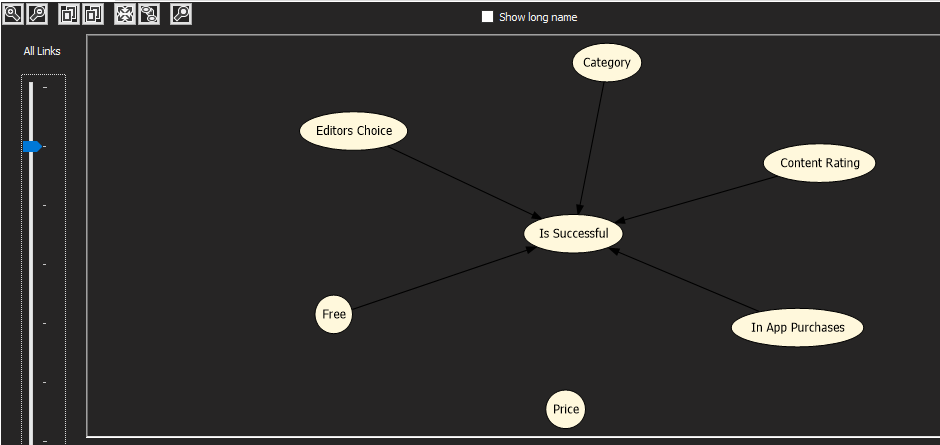 Show long name
All Links
Category
Editors Choice
Content Rating
Is Successful
Free
In App Purchases
Price